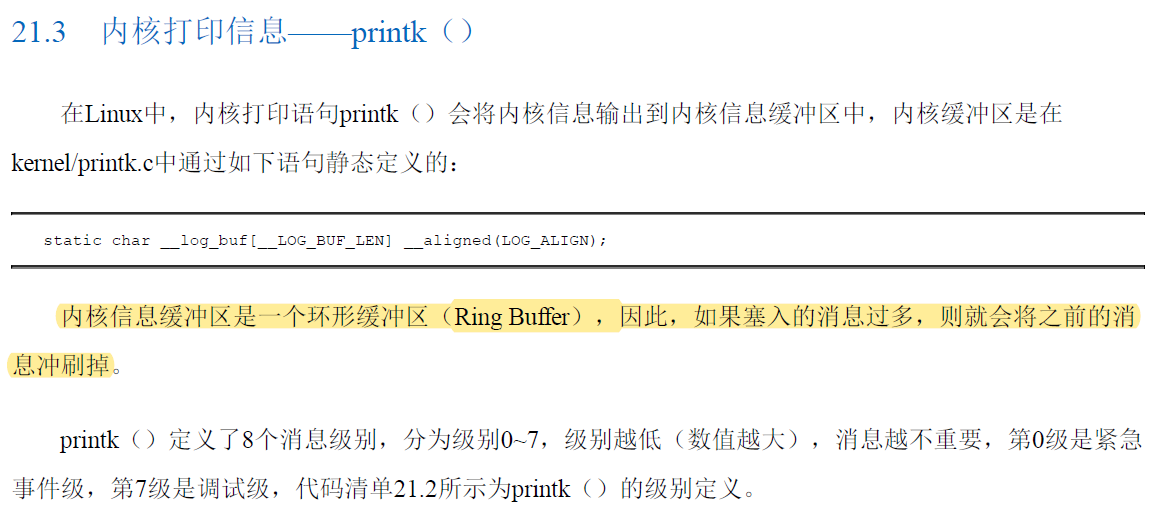 21.3 内核打印信息——printk（）
在Linux中，内核打印语句printk（）会将内核信息输出到内核信息缓冲区中，内核缓冲区是在
kernel/printk.c中通过如下语句静态定义的：
static char __log_buf[__LOG_BUF_LEN] __aligned(LOG_ALIGN);
内核信息缓冲区是一个环形缓冲区（Ring Buffer），因此，如果塞入的消息过多，则就会将之前的消
息冲刷掉。
printk（）定义了8个消息级别，分为级别0~7，级别越低（数值越大），消息越不重要，第0级是紧急
事件级，第7级是调试级，代码清单21.2所示为printk（）的级别定义。